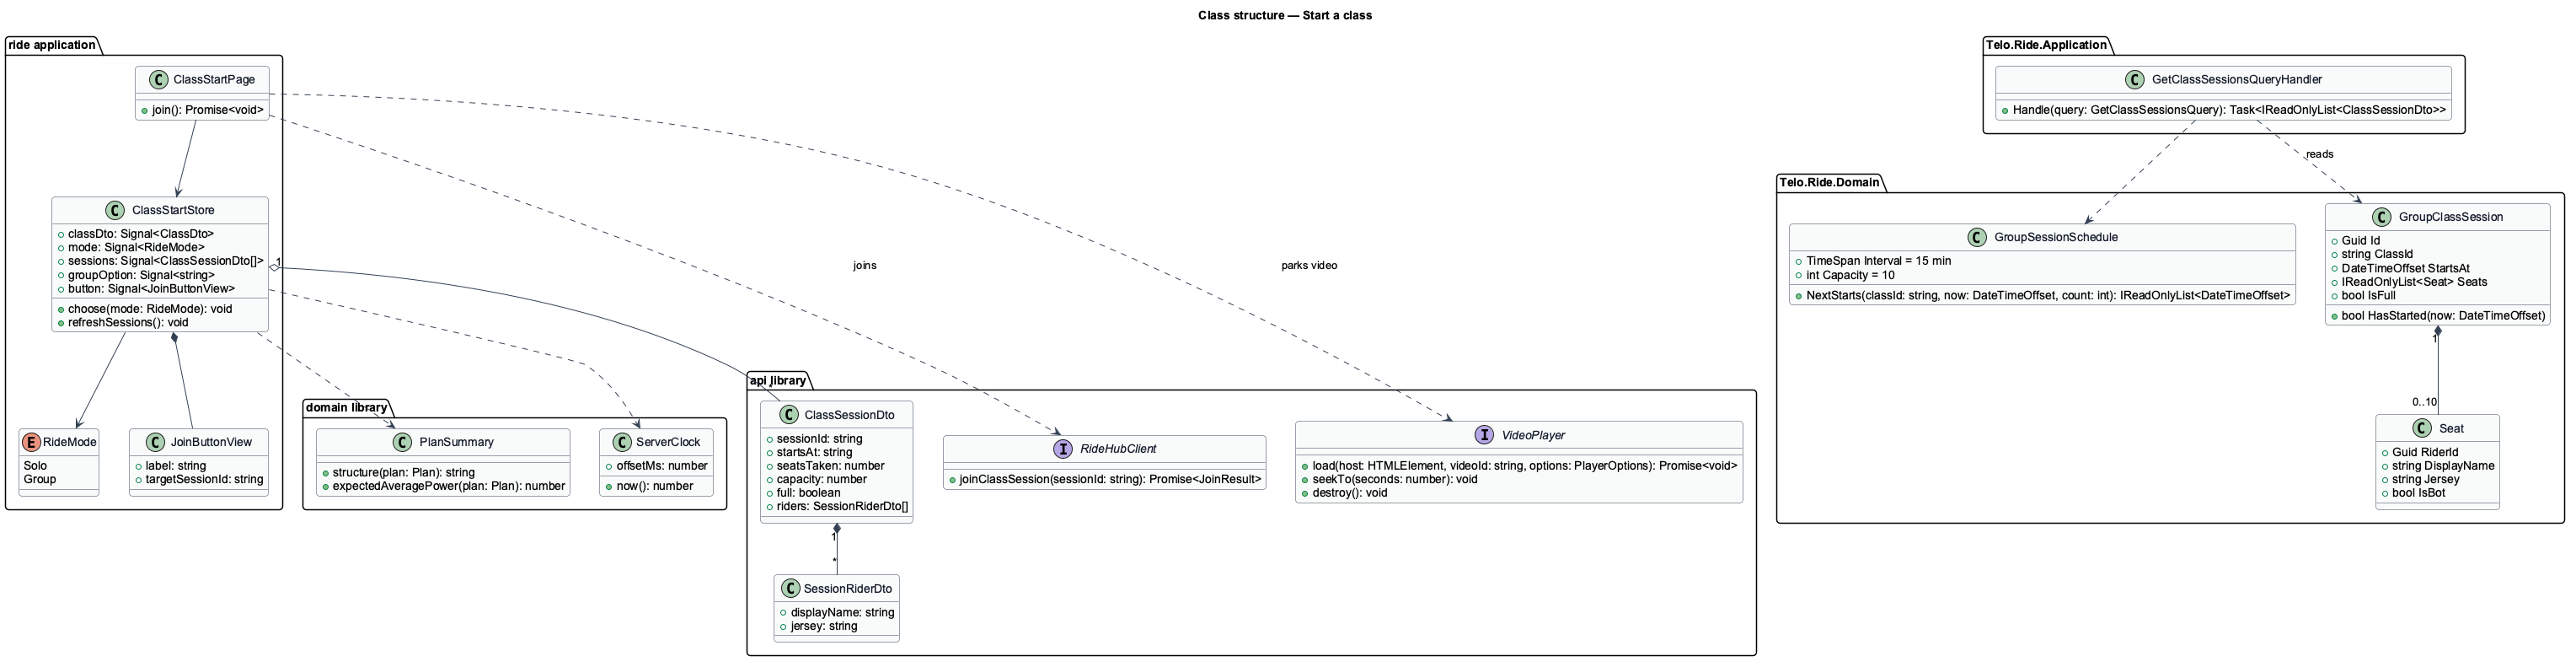 Class structure — Start a class
ride application
ClassStartPage
join(): Promise<void>
ClassStartStore
classDto: Signal<ClassDto>
mode: Signal<RideMode>
sessions: Signal<ClassSessionDto[]>
groupOption: Signal<string>
button: Signal<JoinButtonView>
choose(mode: RideMode): void
refreshSessions(): void
1
E RideMode
Solo
Group
C JoinButtonView
label: string
targetSessionId: string
domain library
C PlanSummary
structure(plan: Plan): string
expectedAveragePower(plan: Plan): number
C ServerClock
offsetMs: number
now(): number
joins
parks video
api library
C ClassSessionDto
sessionId: string
startsAt: string
seatsTaken: number
capacity: number
full: boolean
riders: SessionRiderDto[]
1
*
C SessionRiderDto
displayName: string
jersey: string
I RideHubClient
joinClassSession(sessionId: string): Promise<JoinResult>
I VideoPlayer
load(host: HTMLElement, videoId: string, options: PlayerOptions): Promise<void>
seekTo(seconds: number): void
destroy(): void
Telo.Ride.Application
C GetClassSessionsQueryHandler
Handle(query: GetClassSessionsQuery): Task<IReadOnlyList<ClassSessionDto>>
reads
Telo.Ride.Domain
C GroupSessionSchedule
TimeSpan Interval = 15 min
int Capacity = 10
NextStarts(classId: string, now: DateTimeOffset, count: int): IReadOnlyList<DateTimeOffset>
C GroupClassSession
Guid Id
string ClassId
DateTimeOffset StartsAt
IReadOnlyList<Seat> Seats
bool IsFull
bool HasStarted(now: DateTimeOffset)
1
0..10
C Seat
Guid RiderId
string DisplayName
string Jersey
bool IsBot